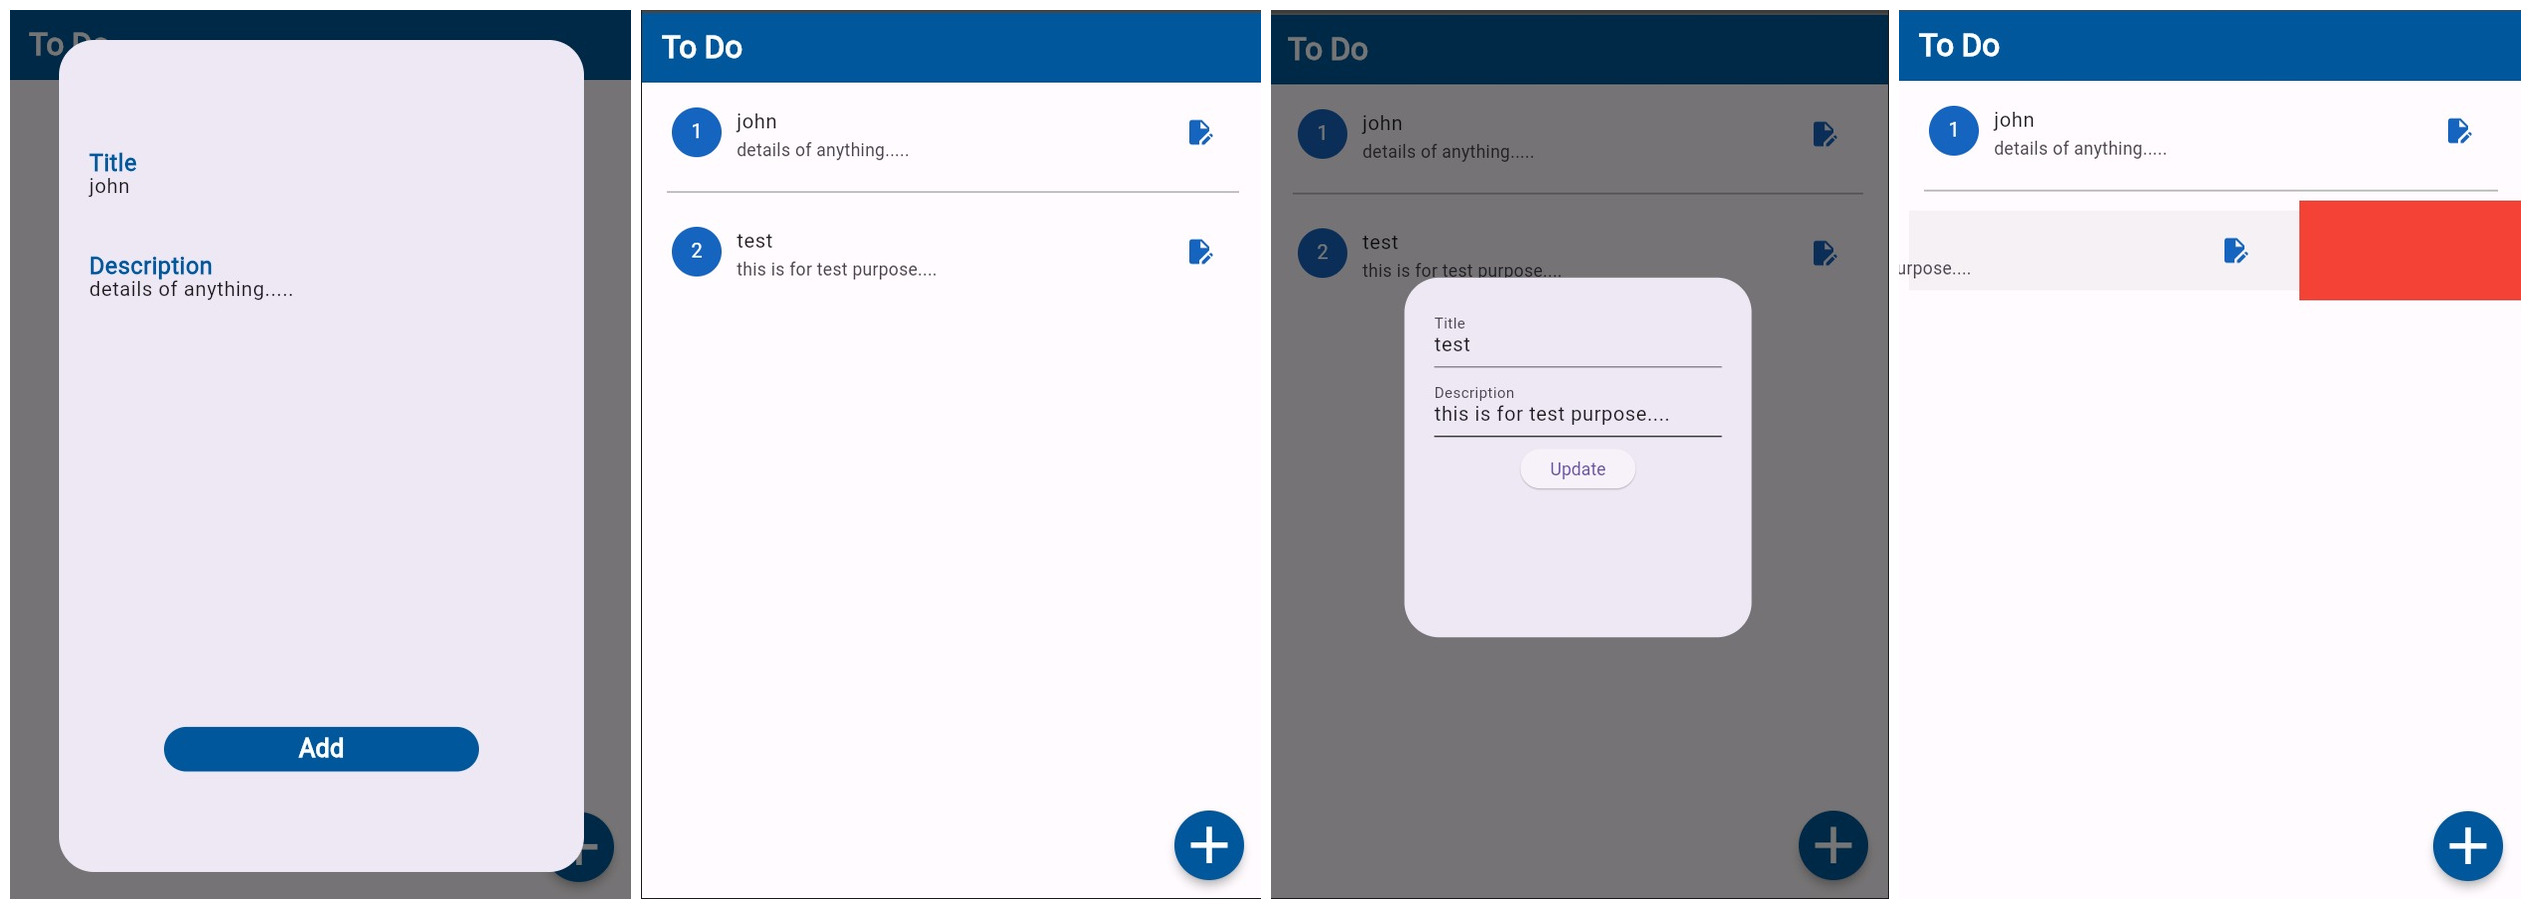 To Do
Title
john
Description
details of anything.....
Add
To Do
1
john
details of anything.....
2
test
this is for test purpose....
To Do
1
john
details of anything.....
2
test
this is for test purpose....
Title
test
Description
this is for test purpose....
Update
To Do
1
john
details of anything.....
urpose....